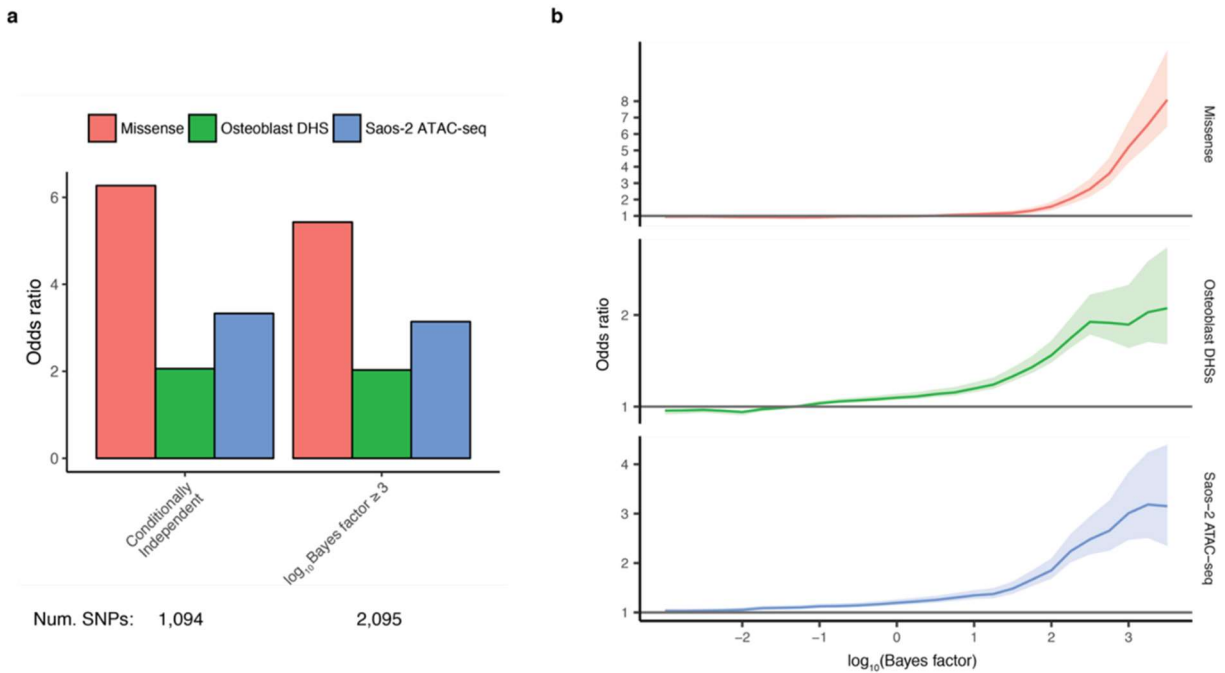 a
Missense Osteoblast DHS Saos-2 ATAC-seq
Odds ratio
6
4
2
0
Conditionally
Independent
log10Bayes factor ≥ 3
Num. SNPs: 1,094 2,095
b
Odds ratio
8
7
6
5
4
3
2
1
Missense
2
1
Osteoblast DHSs
4
3
2
1
Saos−2 ATAC−seq
−2 −1 0 1 2 3
log10(Bayes factor)